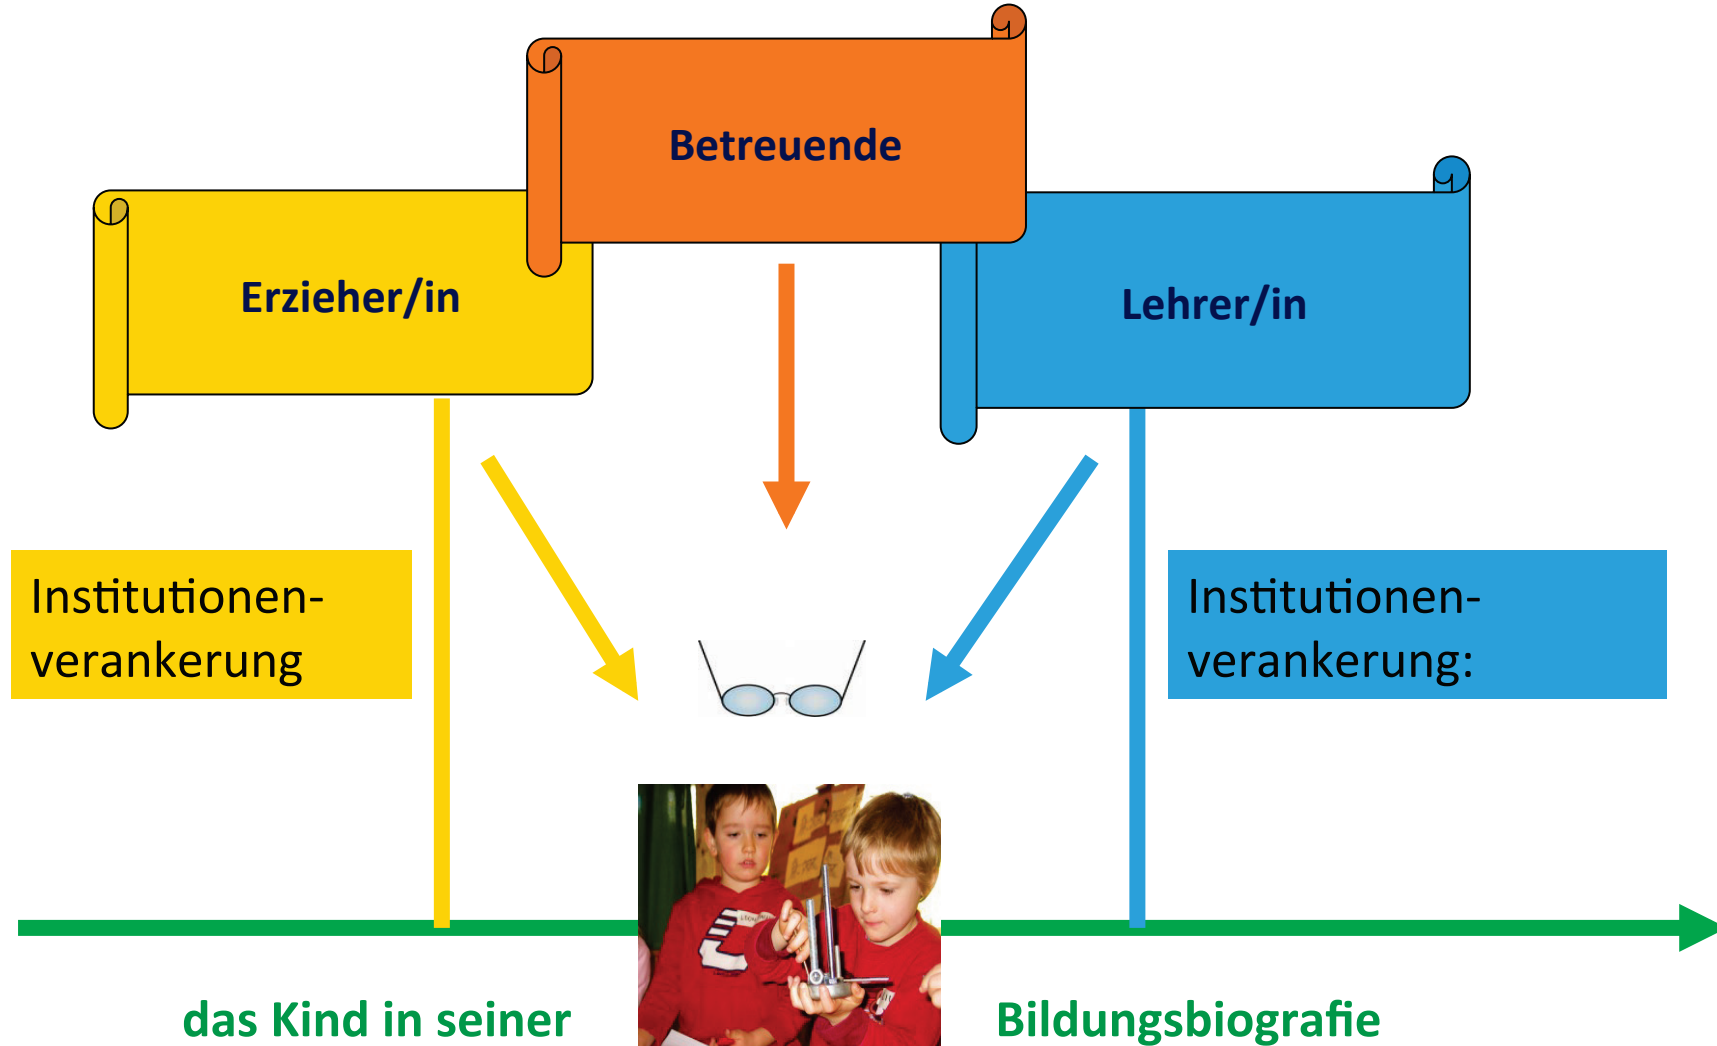 Betreuende
Erzieher/in
Lehrer/in
Institutionen-
verankerung
Institutionen-
verankerung:
das Kind in seiner
Bildungsbiografie